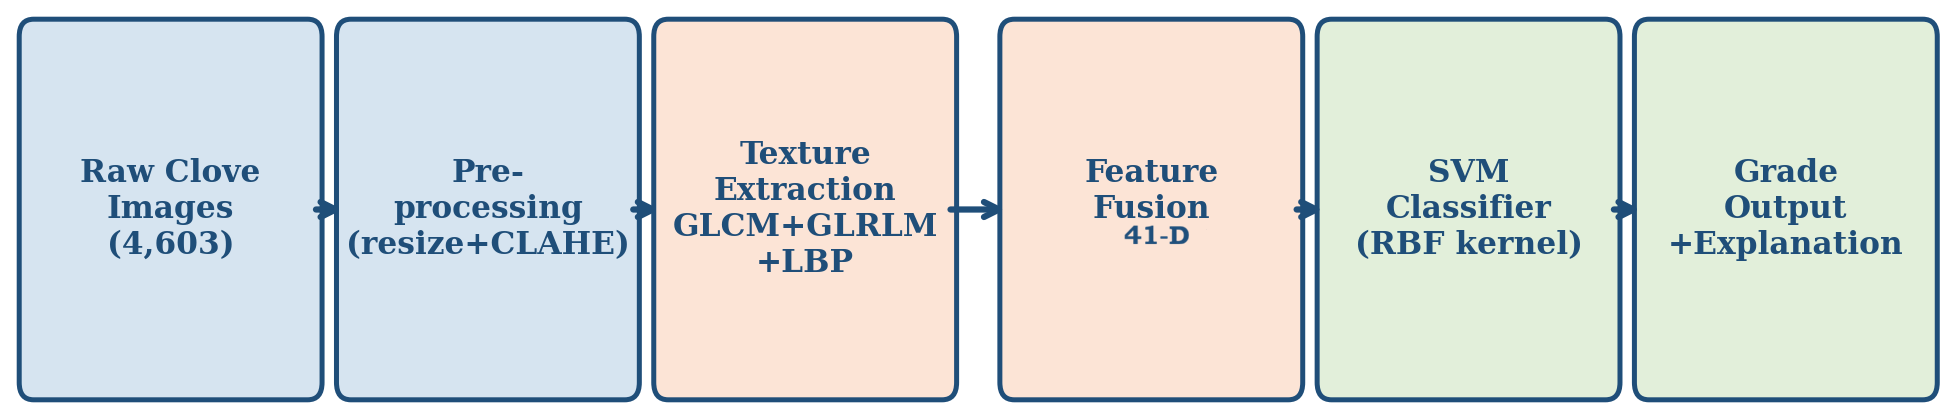 Raw Clove
Images
(4,603)
Pre-
processing
(resize+CLAHE)
Texture
Extraction
GLCM+GLRLM
+LBP
Feature
Fusion
41-D
SVM
Classifier
(RBF kernel)
Grade
Output
+Explanation